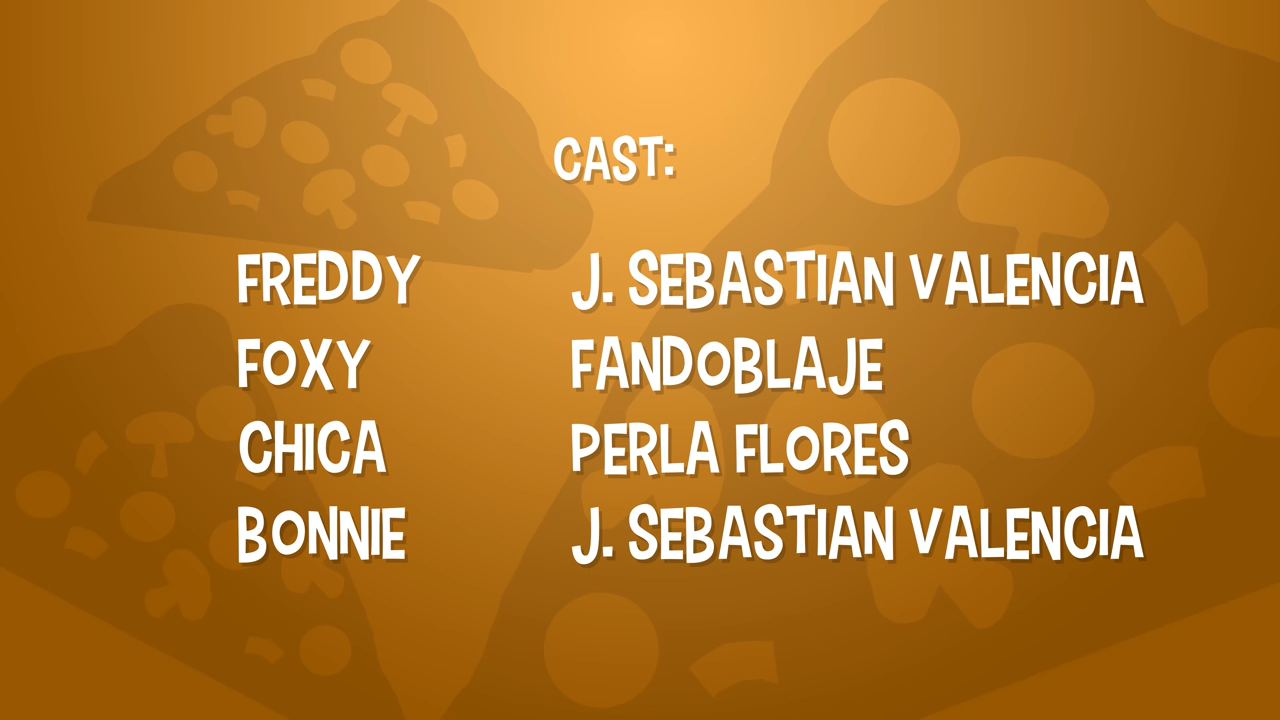 CAST:
FREDDY J. SEBASTIAN VALENCIA
FOXY FANDOBLAJE
CHICA PERLA FLORES
BONNIE J. SEBASTIAN VALENCIA